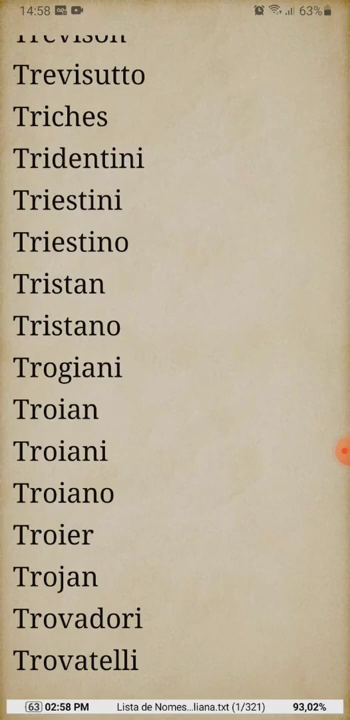 14:58 63%
Trevison
Trevisutto
Triches
Tridentini
Triestini
Triestino
Tristan
Tristano
Trogiani
Troian
Troiani
Troiano
Troier
Trojan
Trovadori
Trovatelli
63 02:58 PM Lista de Nomes...liana.txt (1/321) 93,02%